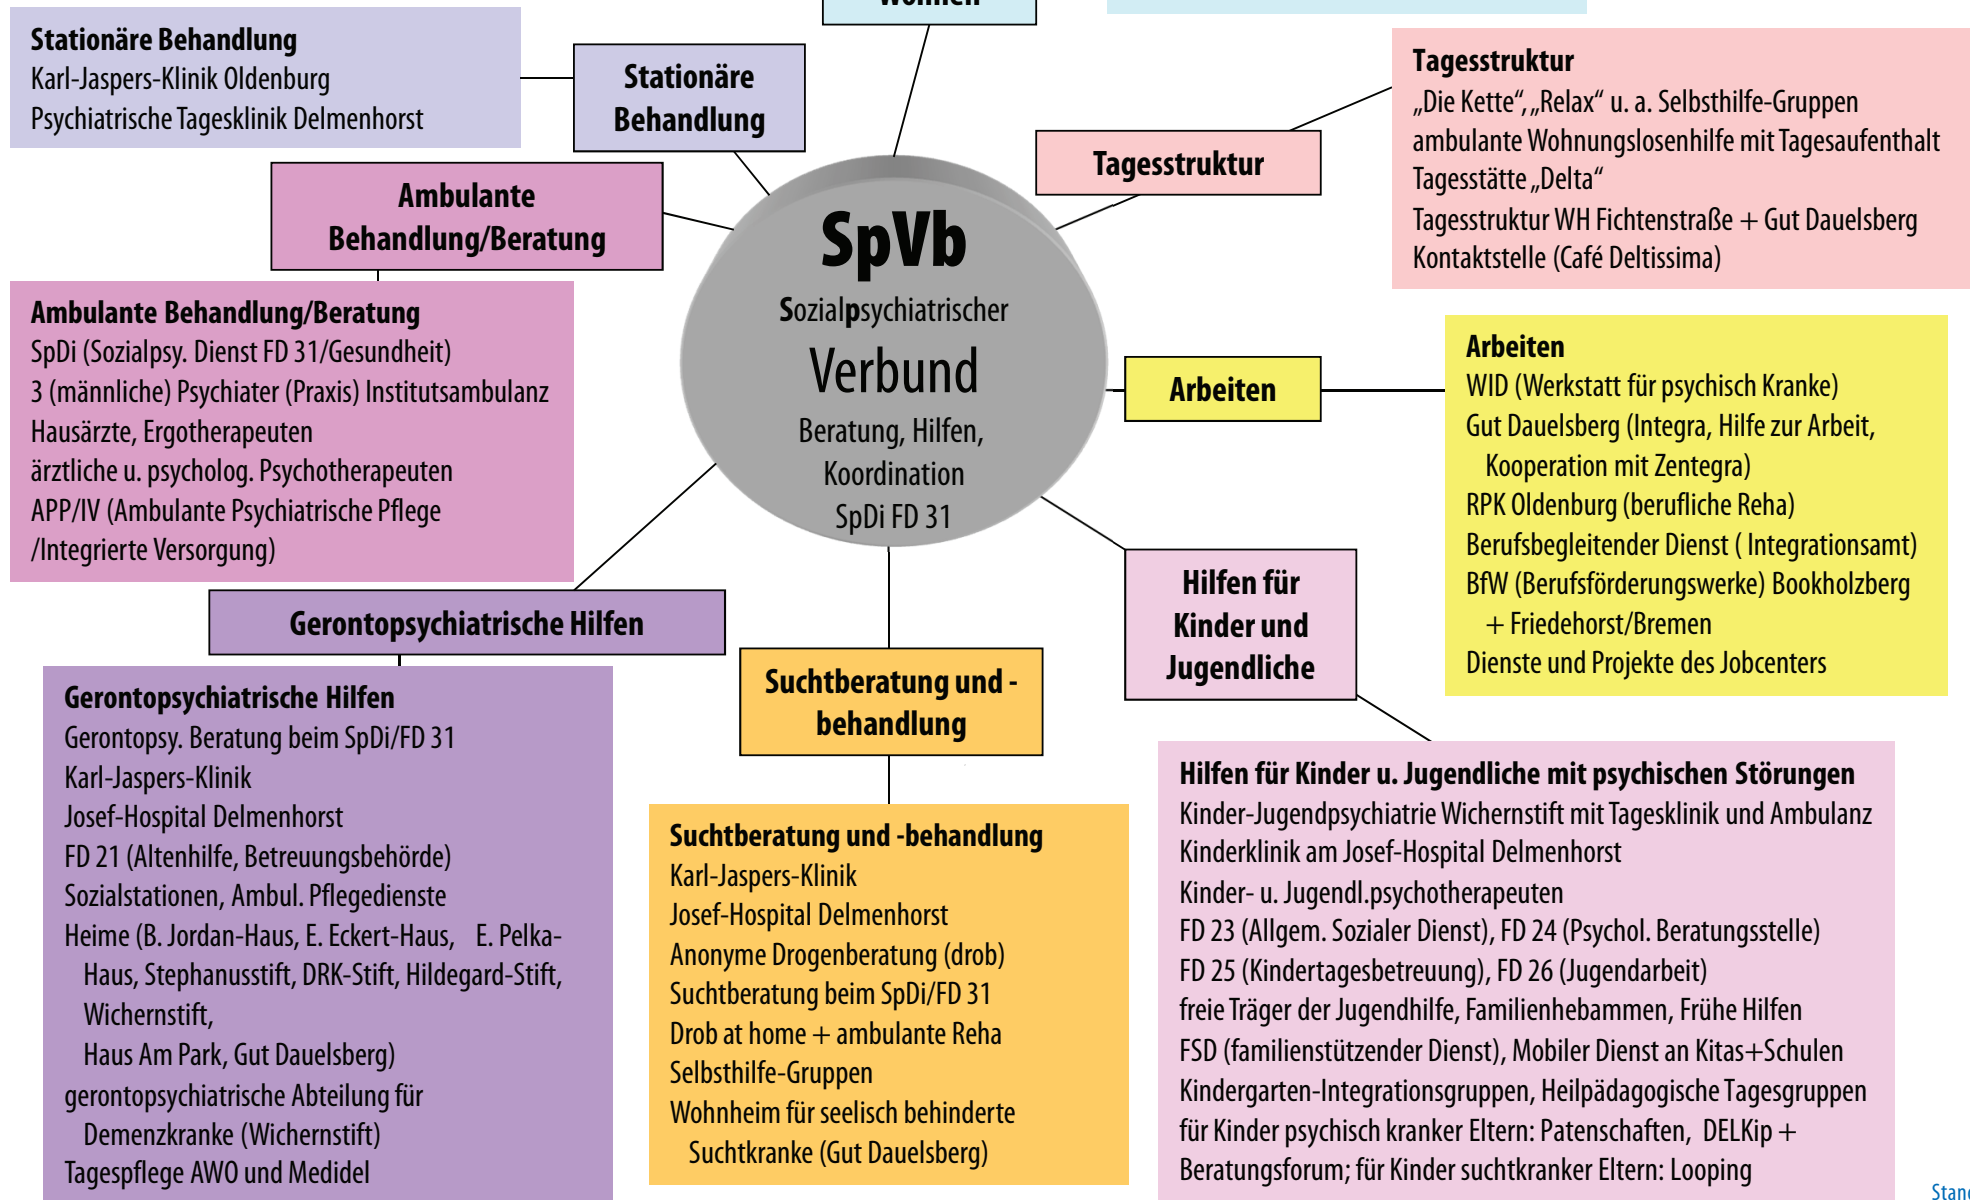 Wohnen
Stationäre Behandlung
Karl-Jaspers-Klinik Oldenburg
Psychiatrische Tagesklinik Delmenhorst
Stationäre
Behandlung
Tagesstruktur
„Die Kette“, „Relax“ u. a. Selbsthilfe-Gruppen
ambulante Wohnungslosenhilfe mit Tagesaufenthalt
Tagesstätte „Delta“
Tagesstruktur WH Fichtenstraße + Gut Dauelsberg
Kontaktstelle (Café Deltissima)
Tagesstruktur
Ambulante
Behandlung/Beratung
SpVb
Sozialpsychiatrischer
Verbund
Beratung, Hilfen,
Koordination
SpDi FD 31
Ambulante Behandlung/Beratung
SpDi (Sozialpsy. Dienst FD 31/Gesundheit)
3 (männliche) Psychiater (Praxis) Institutsambulanz
Hausärzte, Ergotherapeuten
ärztliche u. psycholog. Psychotherapeuten
APP/IV (Ambulante Psychiatrische Pflege
/Integrierte Versorgung)
Arbeiten
Arbeiten
WID (Werkstatt für psychisch Kranke)
Gut Dauelsberg (Integra, Hilfe zur Arbeit,
Kooperation mit Zentegra)
RPK Oldenburg (berufliche Reha)
Berufsbegleitender Dienst ( Integrationsamt)
BfW (Berufsförderungswerke) Bookholzberg
+ Friedehorst/Bremen
Dienste und Projekte des Jobcenters
Gerontopsychiatrische Hilfen
Gerontopsychiatrische Hilfen
Gerontopsy. Beratung beim SpDi/FD 31
Karl-Jaspers-Klinik
Josef-Hospital Delmenhorst
FD 21 (Altenhilfe, Betreuungsbehörde)
Sozialstationen, Ambul. Pflegedienste
Heime (B. Jordan-Haus, E. Eckert-Haus, E. Pelka-
Haus, Stephanusstift, DRK-Stift, Hildegard-Stift,
Wichernstift,
Haus Am Park, Gut Dauelsberg)
gerontopsychiatrische Abteilung für
Demenzkranke (Wichernstift)
Tagespflege AWO und Medidel
Suchtberatung und -
behandlung
Suchtberatung und -behandlung
Karl-Jaspers-Klinik
Josef-Hospital Delmenhorst
Anonyme Drogenberatung (drob)
Suchtberatung beim SpDi/FD 31
Drob at home + ambulante Reha
Selbsthilfe-Gruppen
Wohnheim für seelisch behinderte
Suchtkranke (Gut Dauelsberg)
Hilfen für
Kinder und
Jugendliche
Hilfen für Kinder u. Jugendliche mit psychischen Störungen
Kinder-Jugendpsychiatrie Wichernstift mit Tagesklinik und Ambulanz
Kinderklinik am Josef-Hospital Delmenhorst
Kinder- u. Jugendl.psychotherapeuten
FD 23 (Allgem. Sozialer Dienst), FD 24 (Psychol. Beratungsstelle)
FD 25 (Kindertagesbetreuung), FD 26 (Jugendarbeit)
freie Träger der Jugendhilfe, Familienhebammen, Frühe Hilfen
FSD (familienstützender Dienst), Mobiler Dienst an Kitas+Schulen
Kindergarten-Integrationsgruppen, Heilpädagogische Tagesgruppen
für Kinder psychisch kranker Eltern: Patenschaften, DELKip +
Beratungsforum; für Kinder suchtkranker Eltern: Looping